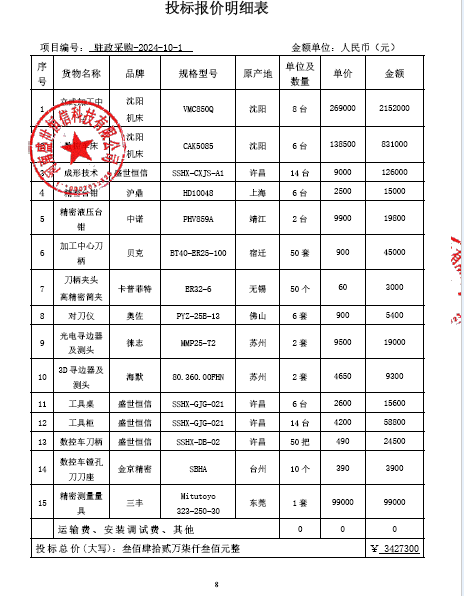 投标报价明细表
项目编号: 驻政采购-2024-10-1 金额单位: 人民币（元）
序号 货物名称 品牌 规格型号 原产地 单位及数量 单价 金额
1 立式加工中 沈阳机床 VMC850Q 沈阳 8台 269000 2152000
床 沈阳机床 CAK5085 沈阳 6台 138500 831000
3 成形技术 盛世恒信 SSHX-CXJS-A1 许昌 14台 9000 126000
4 精密台钳 沪鼎 HD10048 上海 6台 2500 15000
5 精密液压台钳 中诺 PHV859A 靖江 2台 9900 19800
6 加工中心刀柄 贝克 BT40-ER25-100 宿迁 50套 900 45000
7 刀柄夹头高精密筒夹 卡普菲特 ER32-6 无锡 50个 60 3000
8 对刀仪 奥佐 PYZ-25B-13 佛山 6套 900 5400
9 光电寻边器及测头 徕志 MMP25-T2 苏州 2套 9500 19000
10 3D寻边器及测头 海默 80.360.00FHN 苏州 2套 4650 9300
11 工具桌 盛世恒信 SSHX-GJG-021 许昌 6台 2600 15600
12 工具柜 盛世恒信 SSHX-GJG-021 许昌 14台 4200 58800
13 数控车刀柄 盛世恒信 SSHX-DB-02 许昌 50把 490 24500
14 数控车镗孔刀刀座 金京精密 SBHA 台州 10个 390 3900
15 精密测量量具 三丰 Mitutoyo 323-250-30 东莞 1套 99000 99000
运输费、安装调试费、其他 0 0 0
投标总价(大写): 叁佰肆拾贰万柒仟叁佰元整 ￥ 3427300
8